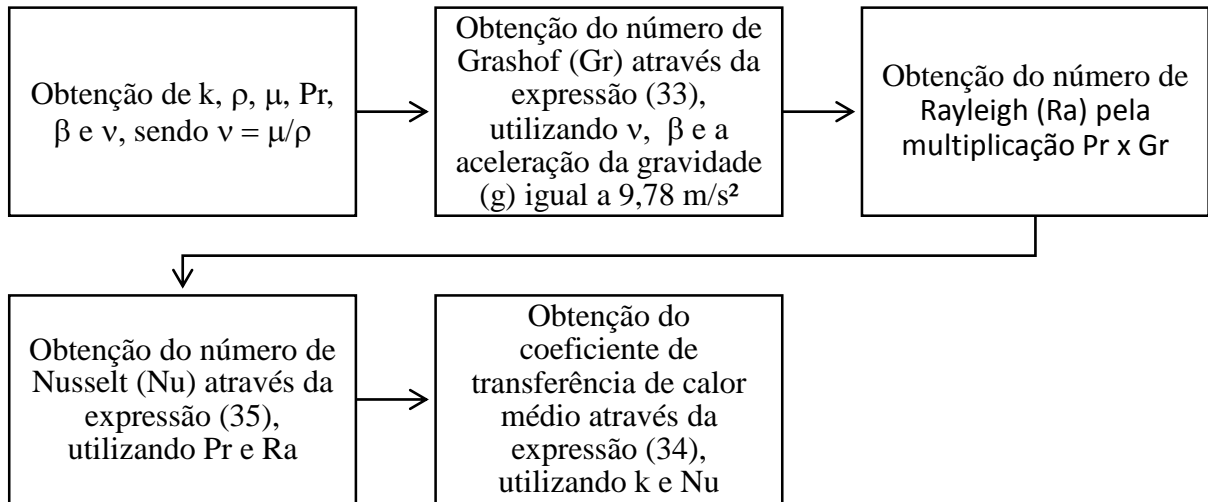 Obtenção de k, ρ, μ, Pr,
β e ν, sendo ν = μ/ρ
Obtenção do número de
Grashof (Gr) através da
expressão (33),
utilizando ν, β e a
aceleração da gravidade
(g) igual a 9,78 m/s²
Obtenção do número de
Rayleigh (Ra) pela
multiplicação Pr x Gr
Obtenção do número de
Nusselt (Nu) através da
expressão (35),
utilizando Pr e Ra
Obtenção do
coeficiente de
transferência de calor
médio através da
expressão (34),
utilizando k e Nu